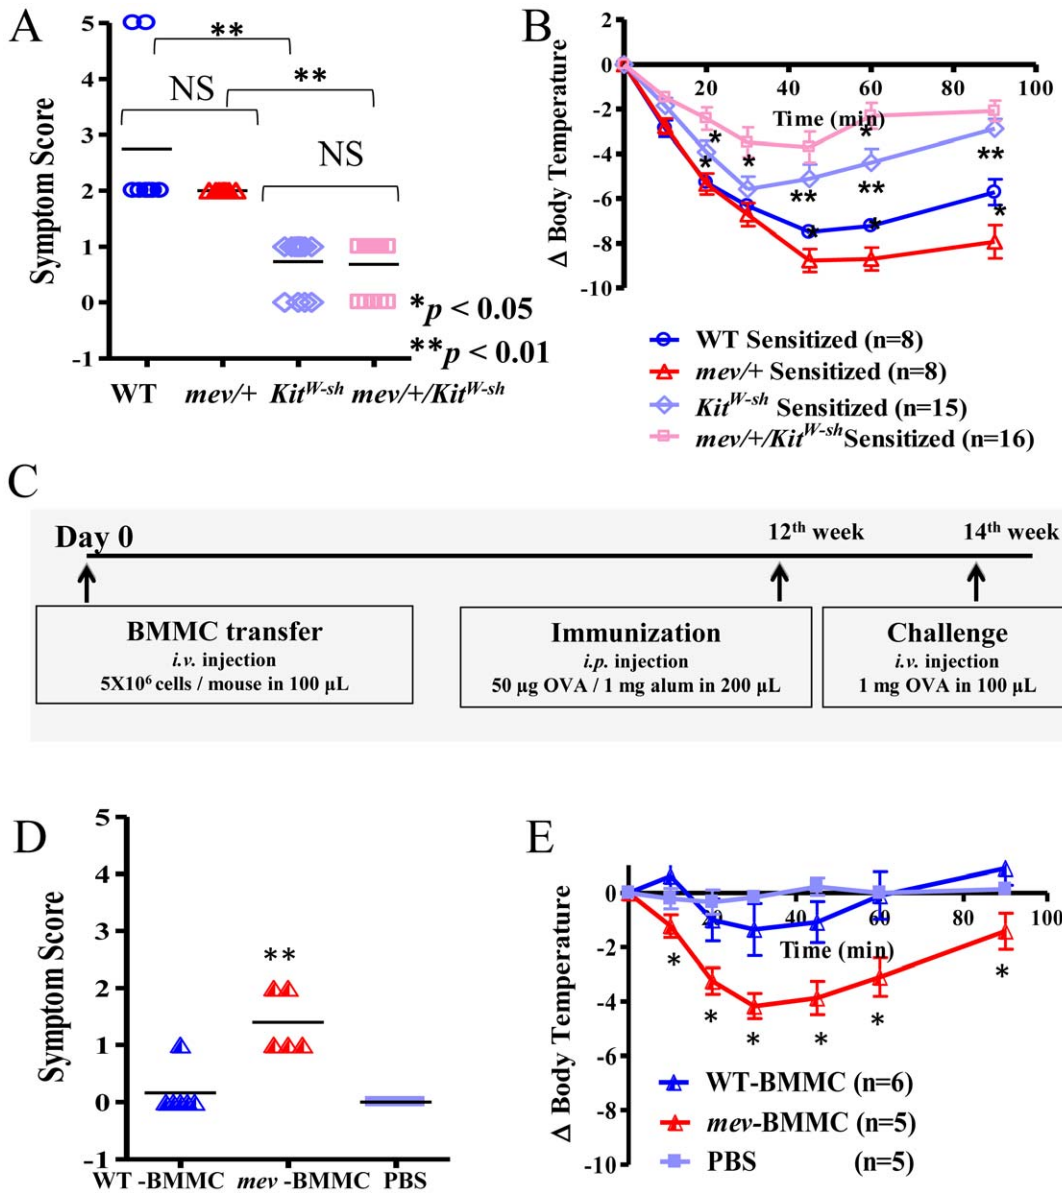 A
5
4
3
2
1
0
-1
Symptom Score
**
NS
**
NS
*p < 0.05
**p < 0.01
WT mev/+ Kit^W-sh mev/+/Kit^W-sh
B
2
0
-2
-4
-6
-8
-10
Δ Body Temperature
20 40 60 80 100
Time (min)
*
*
*
*
**
**
**
*
*
*
WT Sensitized (n=8)
mev/+ Sensitized (n=8)
Kit^W-sh Sensitized (n=15)
mev/+/Kit^W-sh Sensitized (n=16)
C
Day 0
12th week
14th week
BMMC transfer
i.v. injection
5X10⁶ cells / mouse in 100 µL
Immunization
i.p. injection
50 µg OVA / 1 mg alum in 200 µL
Challenge
i.v. injection
1 mg OVA in 100 µL
D
5
4
3
2
1
0
-1
Symptom Score
**
WT -BMMC mev -BMMC PBS
E
0
-2
-4
-6
-8
-10
Δ Body Temperature
20 40 60 80 100
Time (min)
*
*
*
*
*
*
WT-BMMC (n=6)
mev-BMMC (n=5)
PBS (n=5)